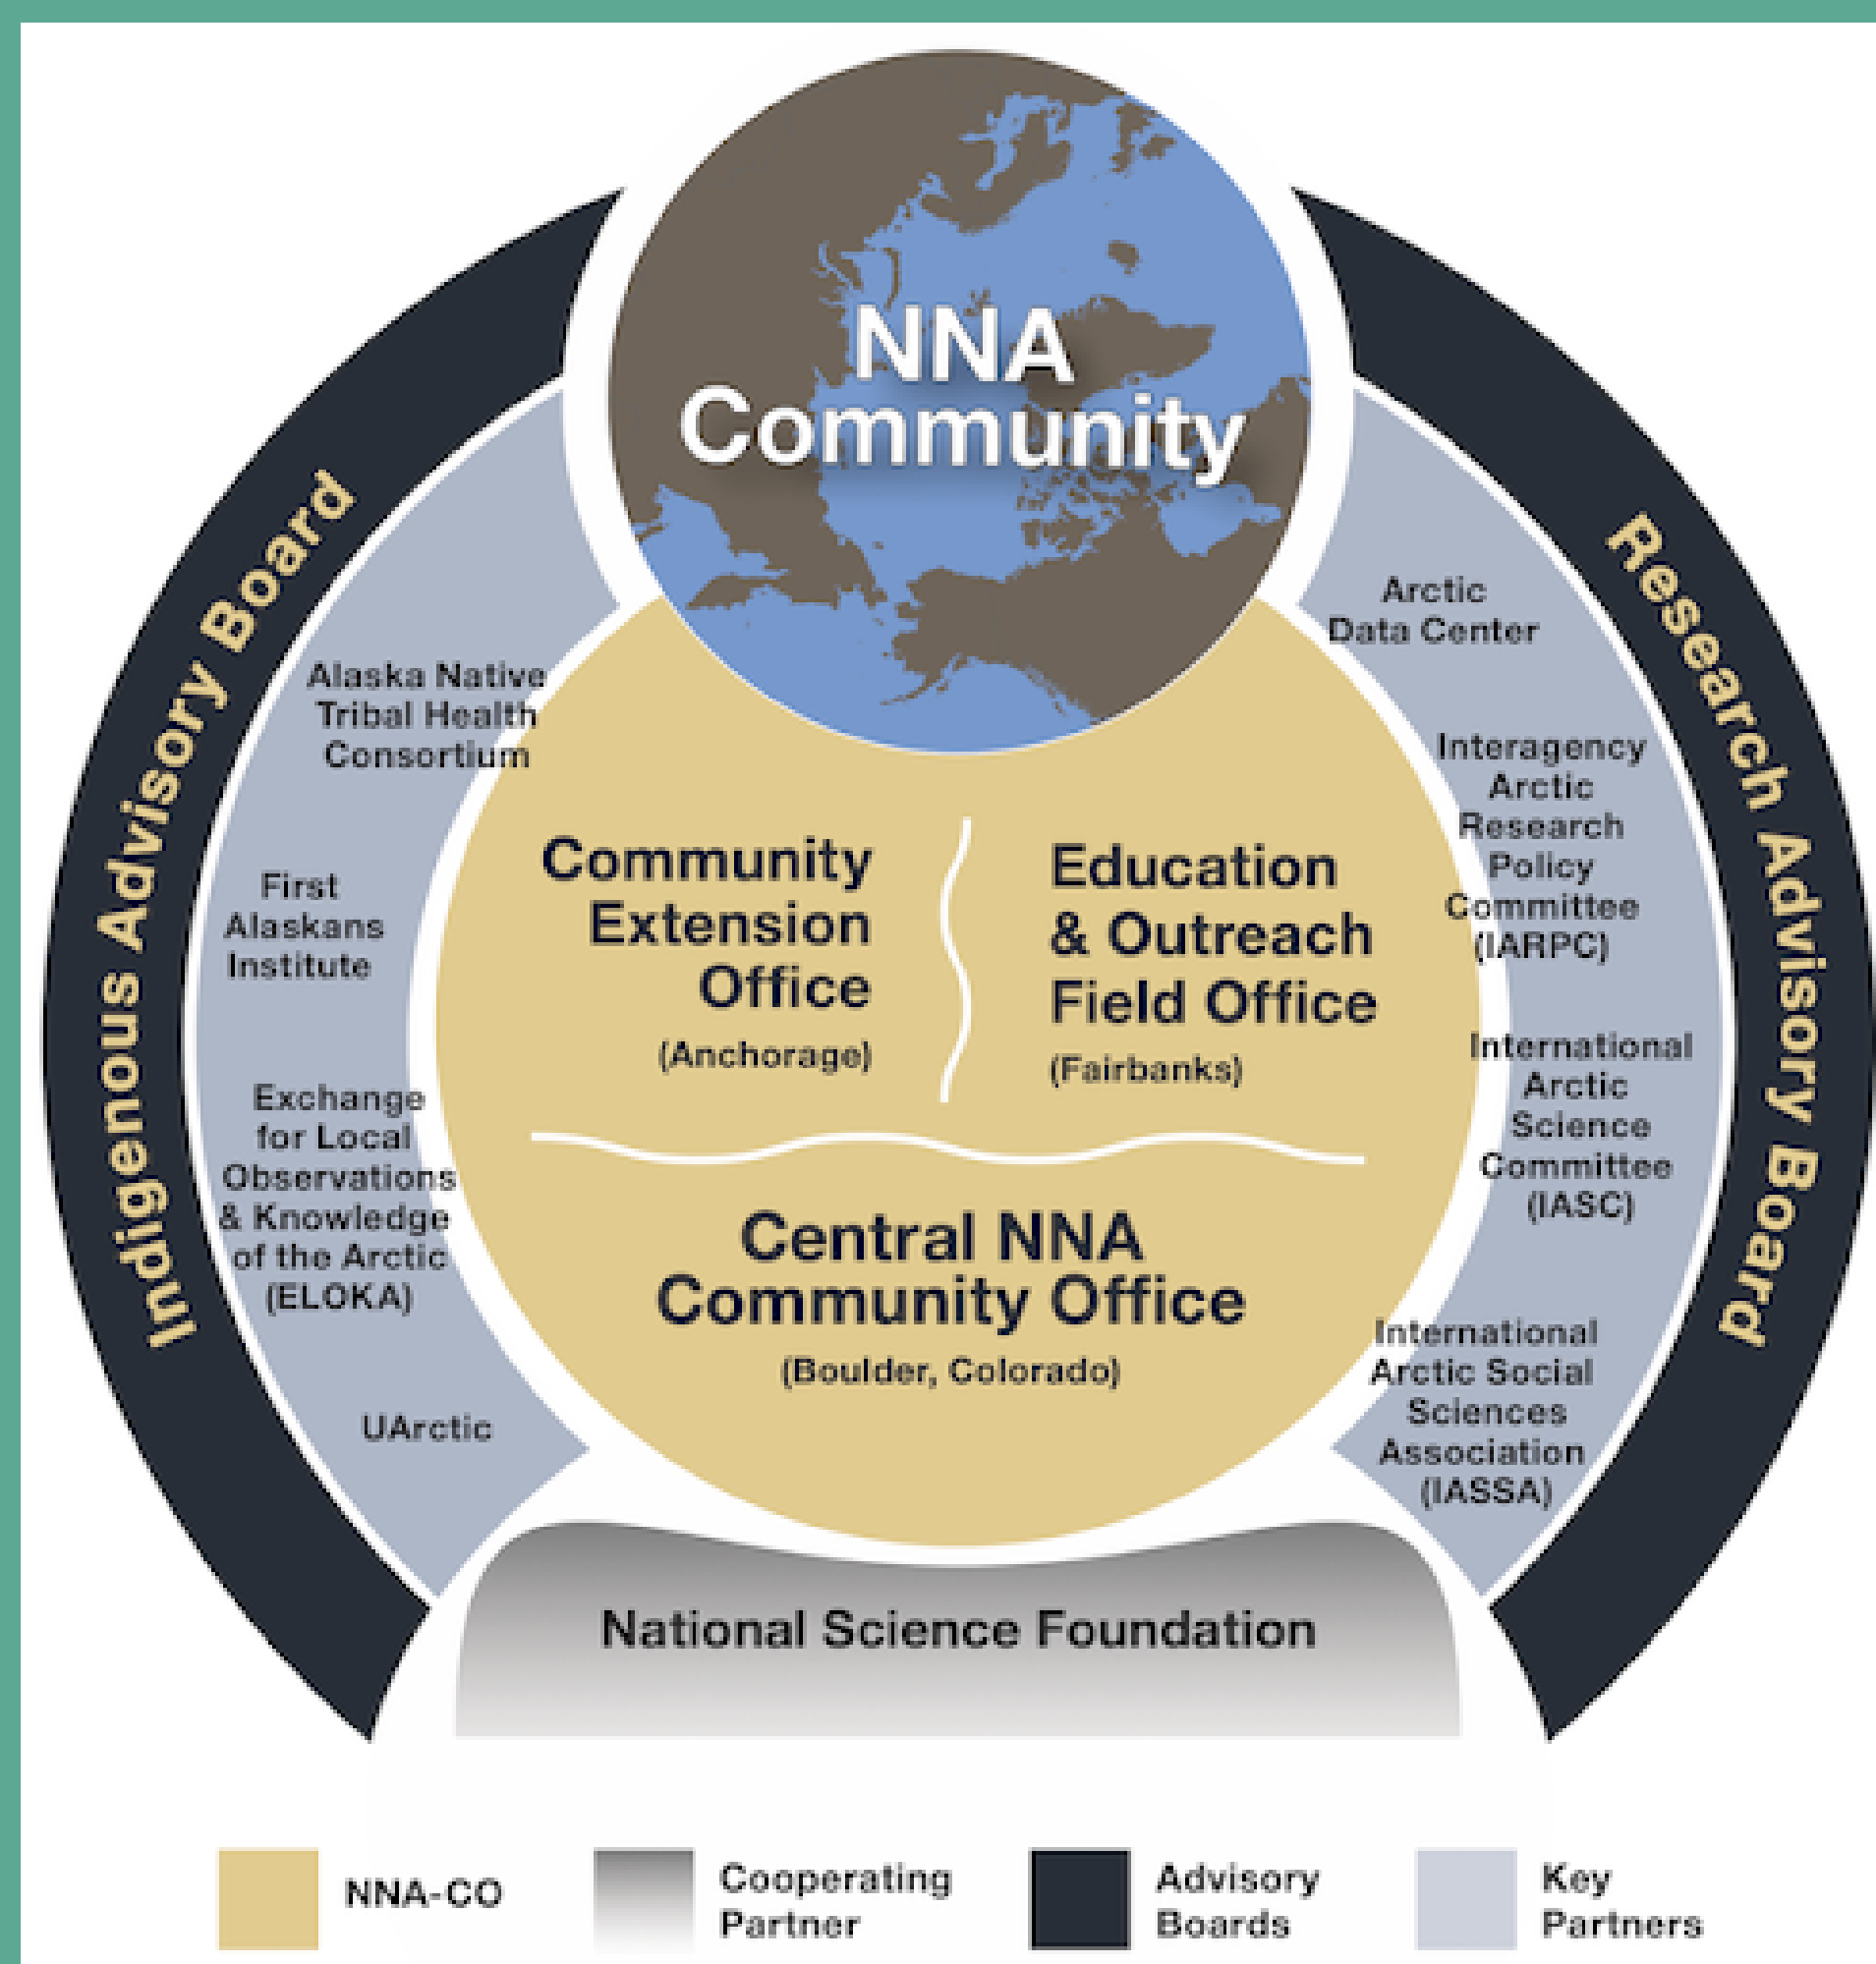 NNA
Community
Indigenous Advisory Board
Alaska Native
Tribal Health
Consortium
First
Alaskans
Institute
Exchange
for Local
Observations
& Knowledge
of the Arctic
(ELOKA)
UArctic
Community
Extension
Office
(Anchorage)
Education
& Outreach
Field Office
(Fairbanks)
Central NNA
Community Office
(Boulder, Colorado)
Arctic
Data Center
Interagency
Arctic
Research
Policy
Committee
(IARPC)
International
Arctic
Science
Committee
(IASC)
International
Arctic Social
Sciences
Association
(IASSA)
Research Advisory Board
National Science Foundation
NNA-CO
Cooperating
Partner
Advisory
Boards
Key
Partners